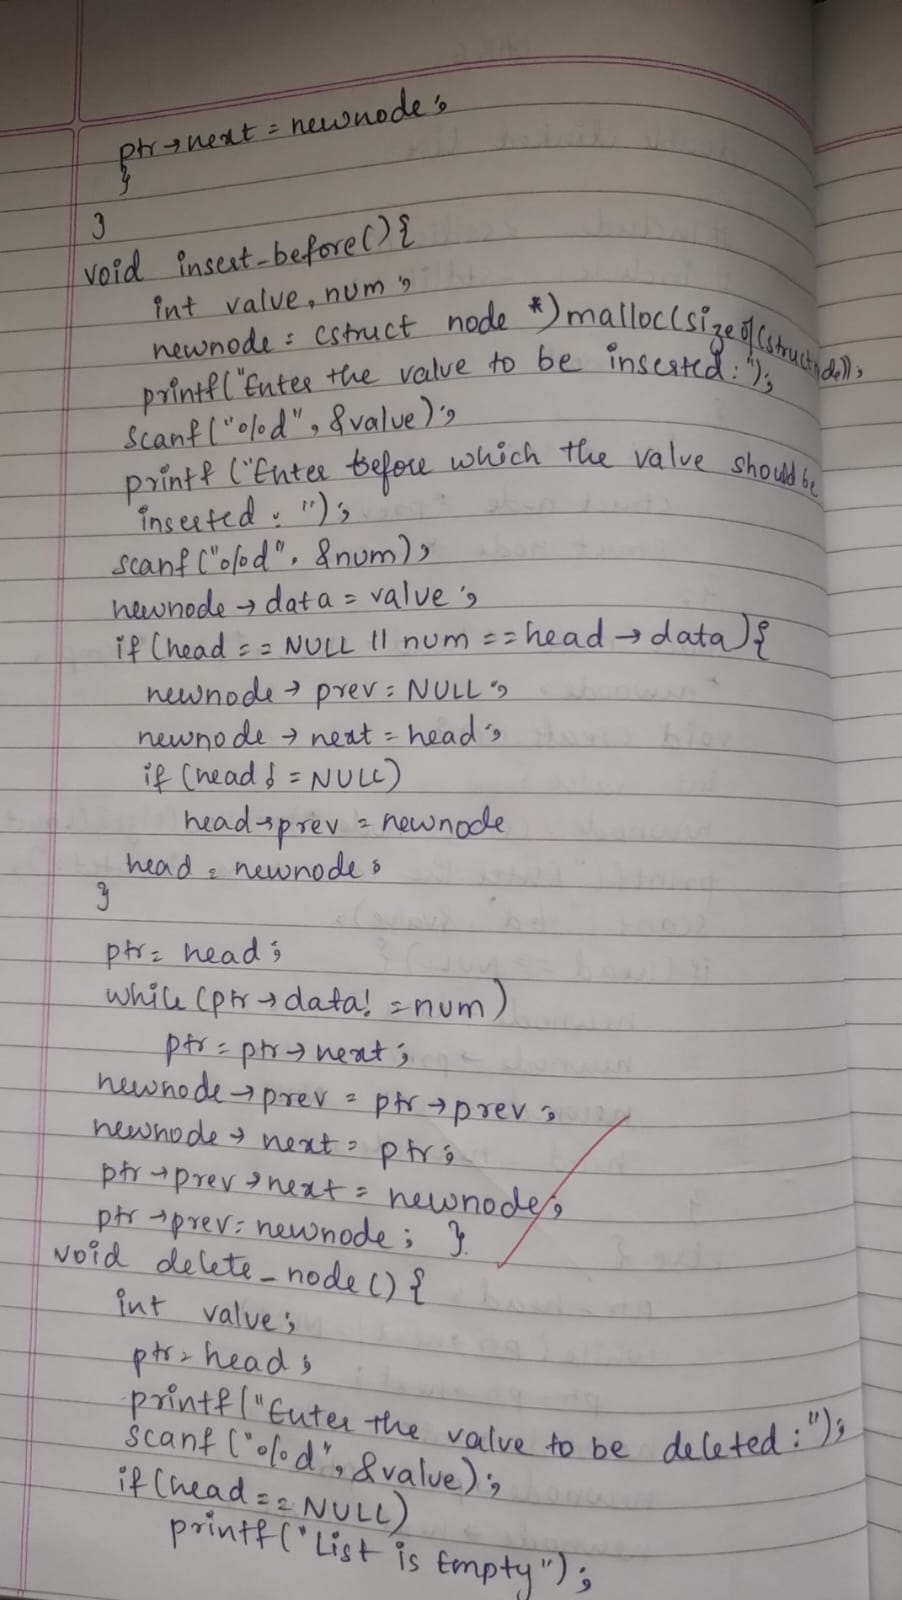 ptr→next = newnode;
}
}
void insert_before(){
int value, num;
newnode = (struct node *)malloc(sizeof(struct node));
printf("Enter the value to be inserted:");
scanf("%d", &value);
printf ("Enter before which the value should be
inserted : ");
scanf("%d", &num);
newnode → data = value;
if (head == NULL || num == head → data){
newnode → prev = NULL;
newnode → next = head;
if (head != NULL)
head→prev = newnode
head = newnode;
}
ptr = head;
while (ptr → data! = num)
ptr = ptr → next;
newnode → prev = ptr → prev;
newnode → next = ptr;
ptr → prev → next = newnode;
ptr → prev = newnode; }
void delete_node() {
int value;
ptr = head;
printf("Enter the value to be deleted:");
scanf ("%d", &value);
if (head == NULL)
printf("List is Empty");